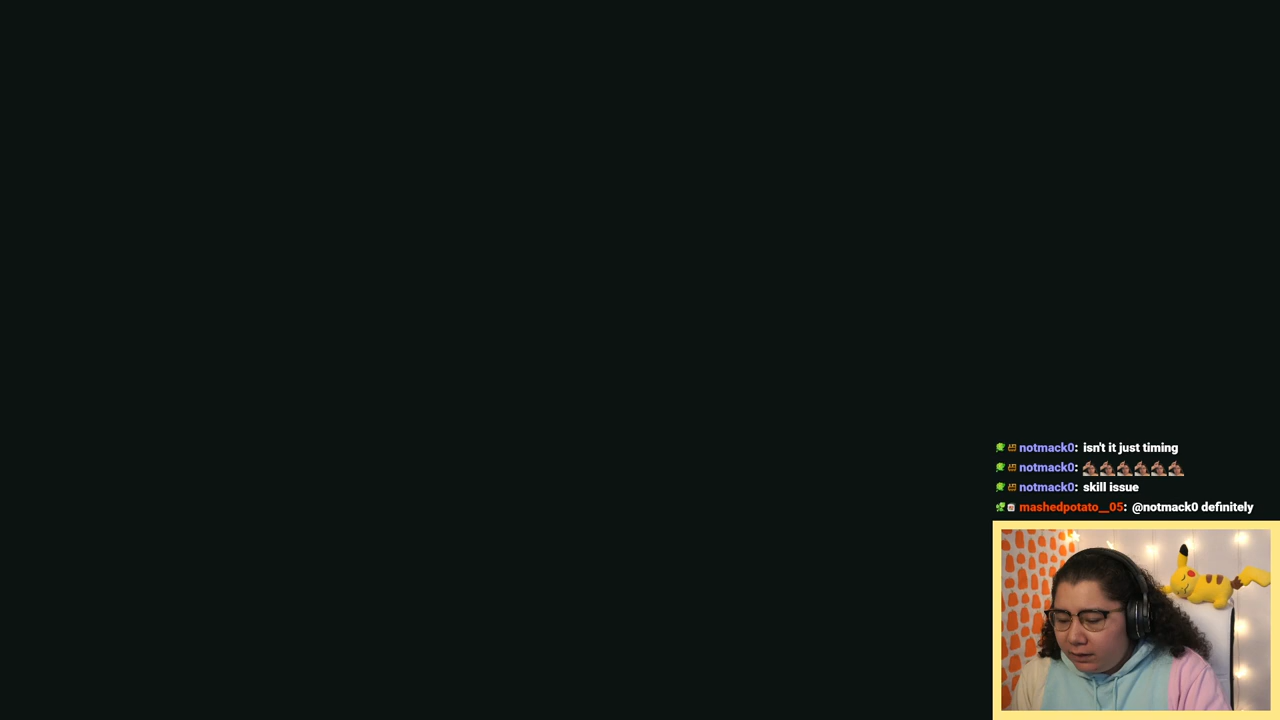 notmack0: isn't it just timing
notmack0:
notmack0: skill issue
mashedpotato__05: @notmack0 definitely